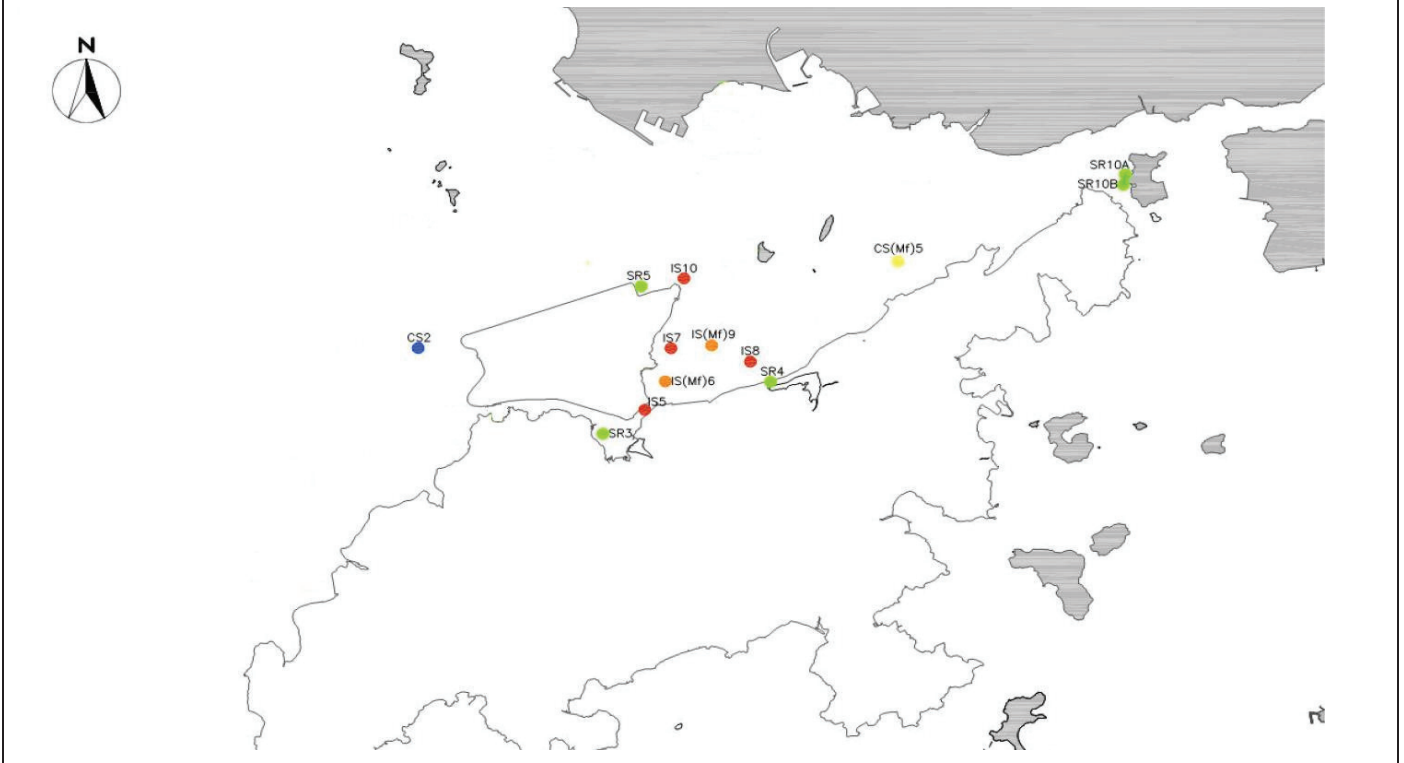 N
SR10A
SR10B
CS(Mf)5
SR5
IS10
CS2
IS7
IS(Mf)9
IS8
SR4
IS(Mf)6
IS5
SR3